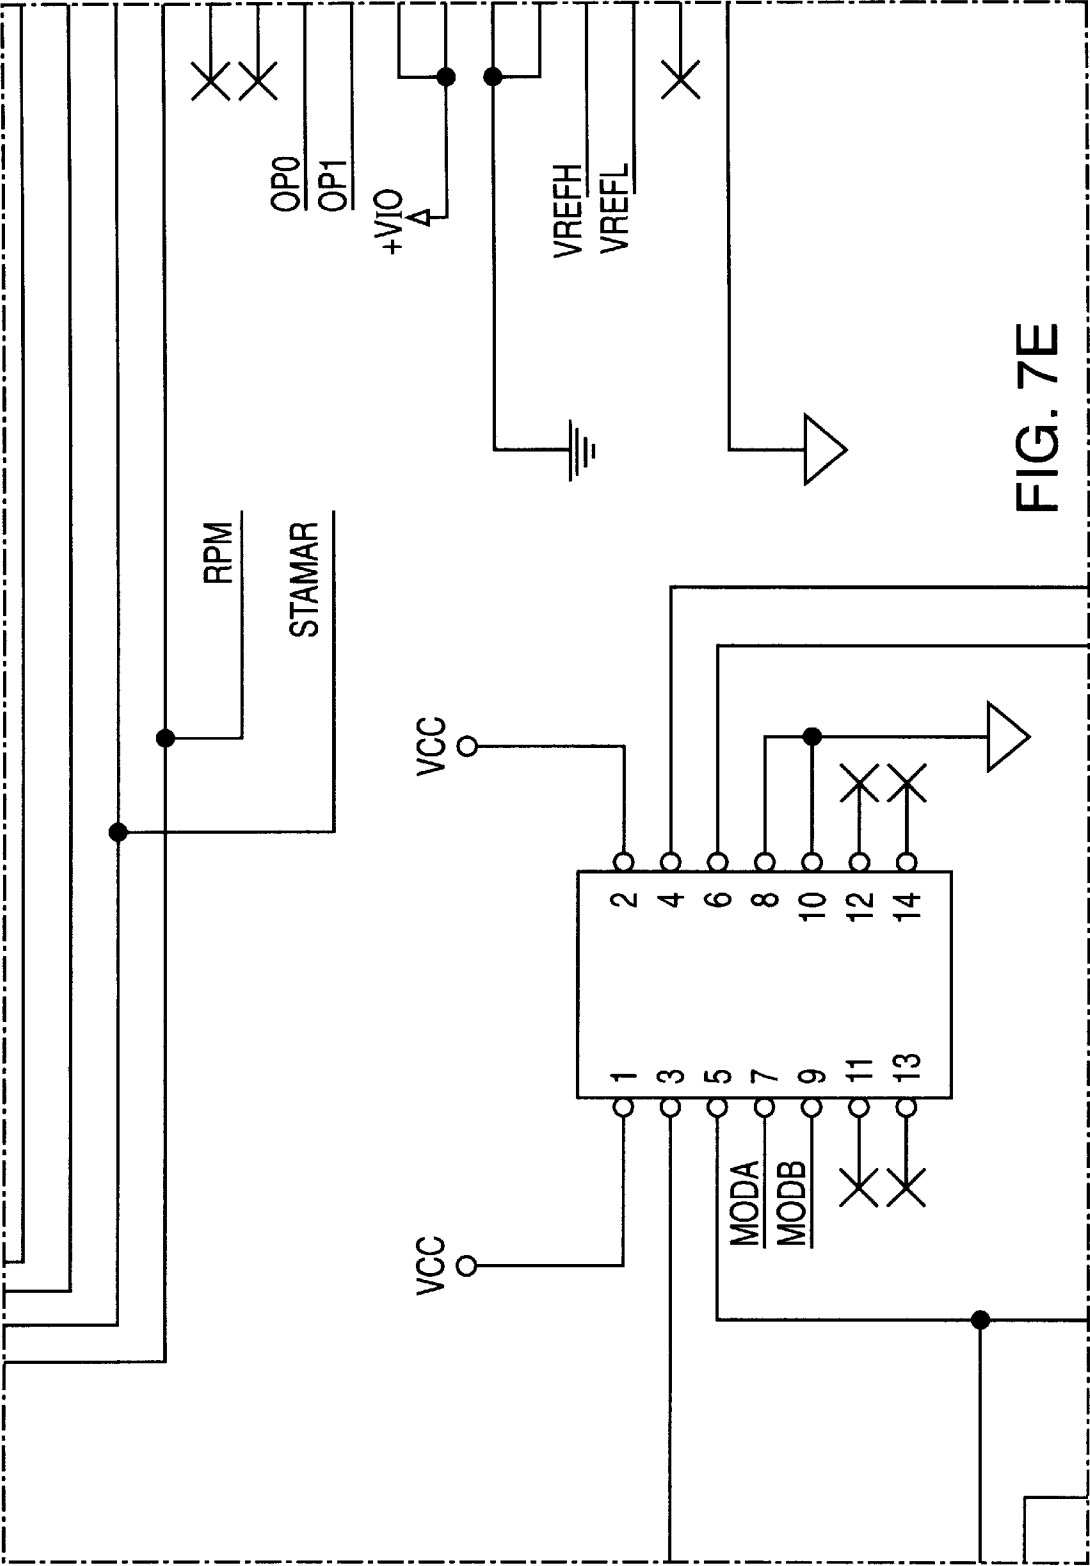 OP0
OP1
+VIO
VREFH
VREFL
RPM
STAMAR
VCC
VCC
1 2
3 4
5 6
MODA 7 8
MODB 9 10
11 12
13 14
FIG. 7E